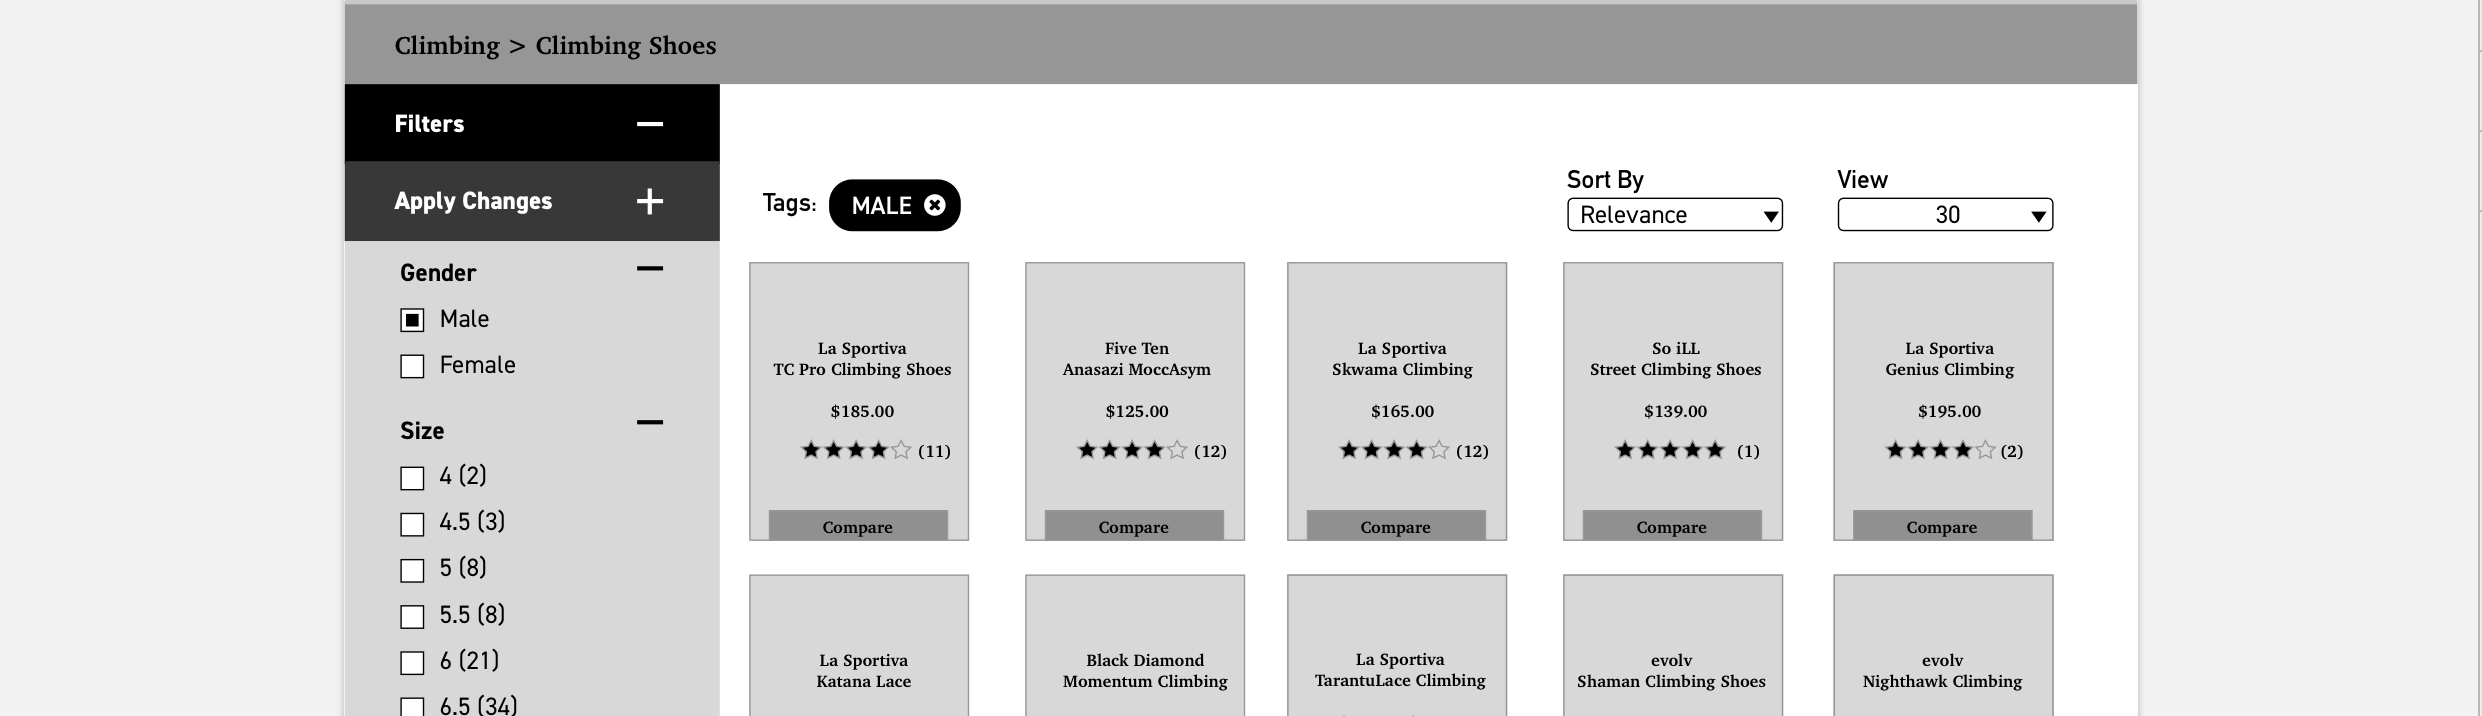 Climbing > Climbing Shoes
Filters
Apply Changes
Gender
Male
Female
Size
4 (2)
4.5 (3)
5 (8)
5.5 (8)
6 (21)
6.5 (34)
Tags: MALE
Sort By
Relevance
View
30
La Sportiva
TC Pro Climbing Shoes
$185.00
(11)
Compare
Five Ten
Anasazi MoccAsym
$125.00
(12)
Compare
La Sportiva
Skwama Climbing
$165.00
(12)
Compare
So iLL
Street Climbing Shoes
$139.00
(1)
Compare
La Sportiva
Genius Climbing
$195.00
(2)
Compare
La Sportiva
Katana Lace
Black Diamond
Momentum Climbing
La Sportiva
TarantuLace Climbing
evolv
Shaman Climbing Shoes
evolv
Nighthawk Climbing